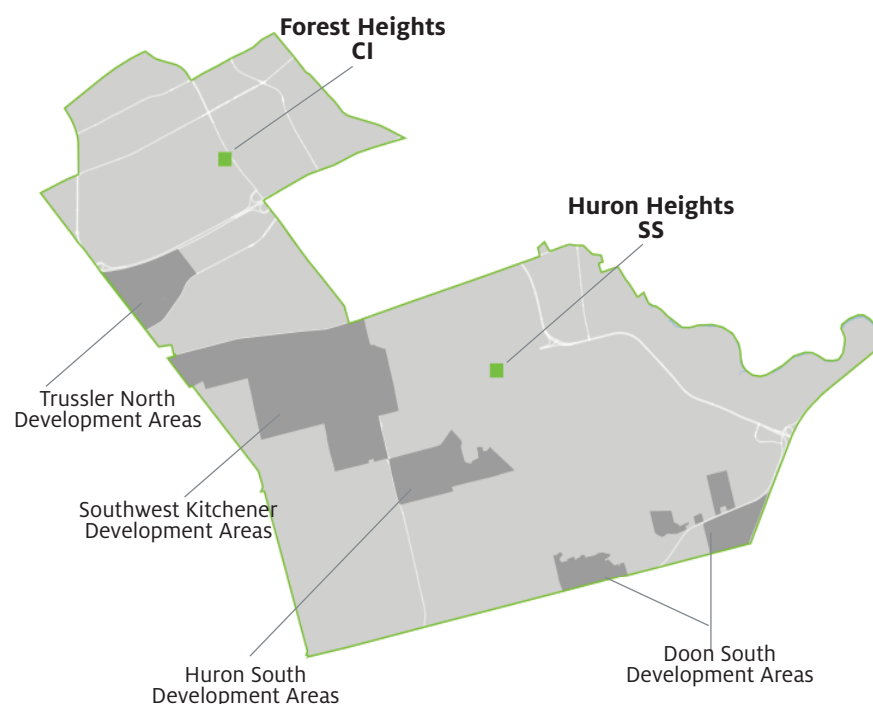 Forest Heights
CI
Huron Heights
SS
Trussler North
Development Areas
Southwest Kitchener
Development Areas
Huron South
Development Areas
Doon South
Development Areas